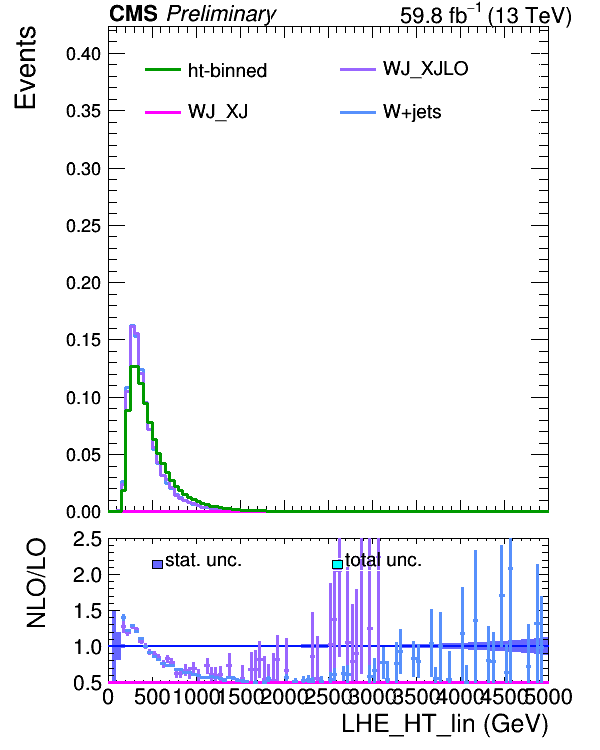 CMS Preliminary 59.8 fb⁻¹ (13 TeV)
Events
0.40
0.35
0.30
0.25
0.20
0.15
0.10
0.05
0.00
ht-binned WJ_XJLO
WJ_XJ W+jets
NLO/LO
2.5
2.0
1.5
1.0
0.5
stat. unc. total unc.
0 500 1000 1500 2000 2500 3000 3500 4000 4500 5000
LHE_HT_lin (GeV)